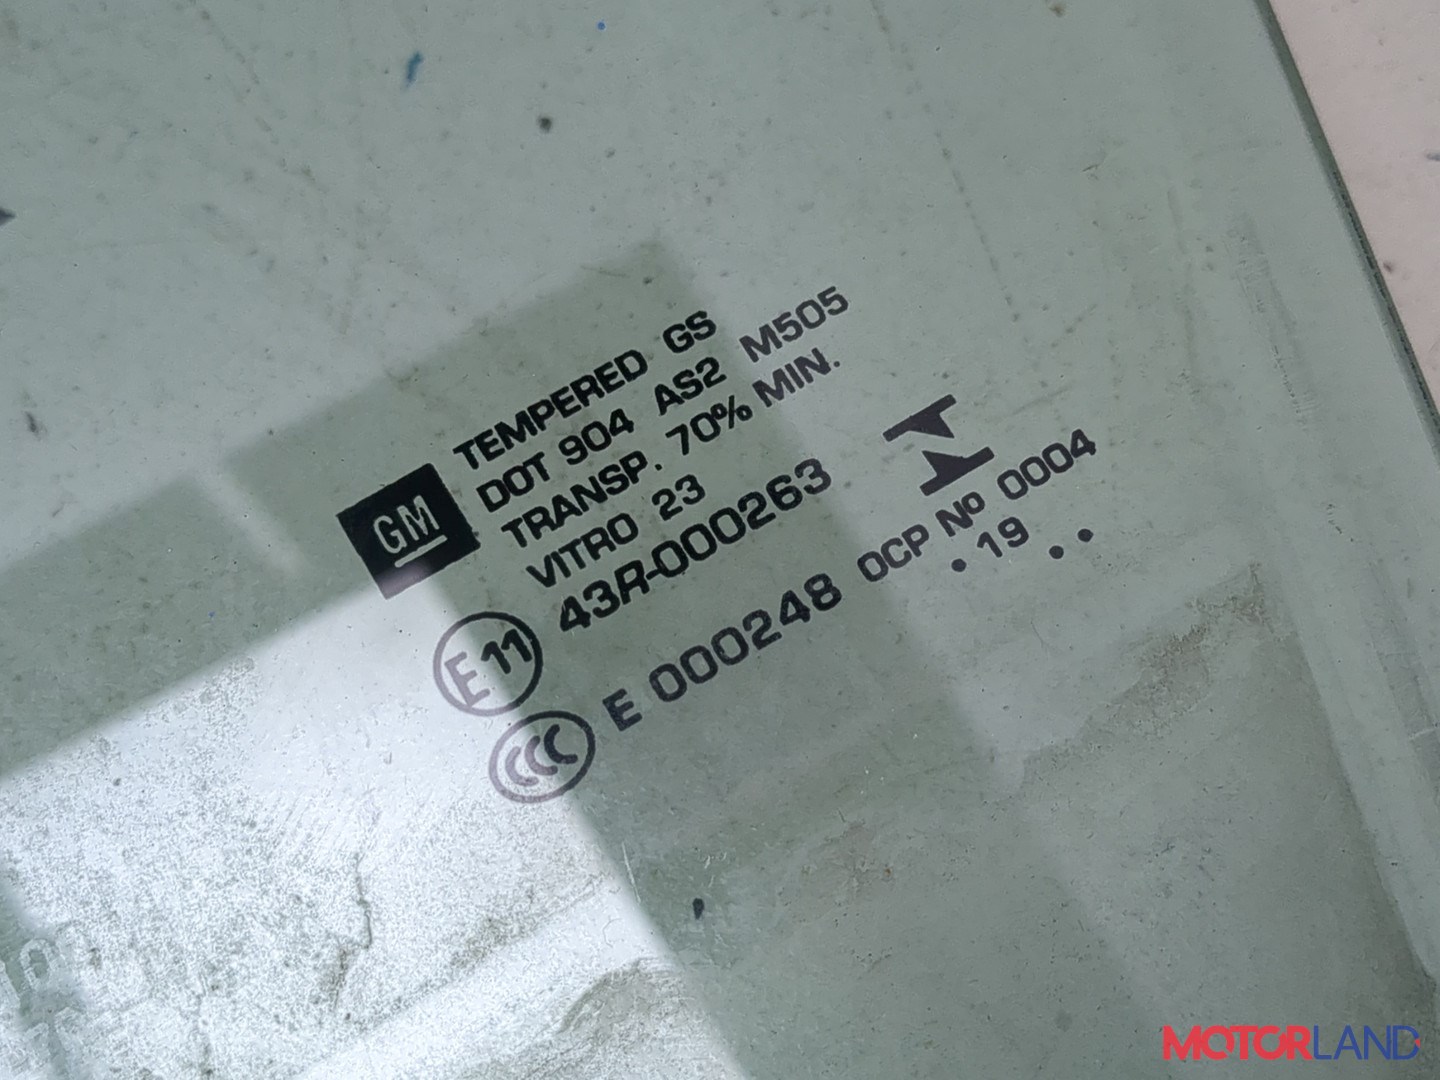 GM
TEMPERED GS
DOT 904 AS2 M505
TRANSP. 70% MIN.
VITRO 23
E11 43R-000263
CCC E 000248 OCP Nº 0004
. 19 . .
MOTORLAND